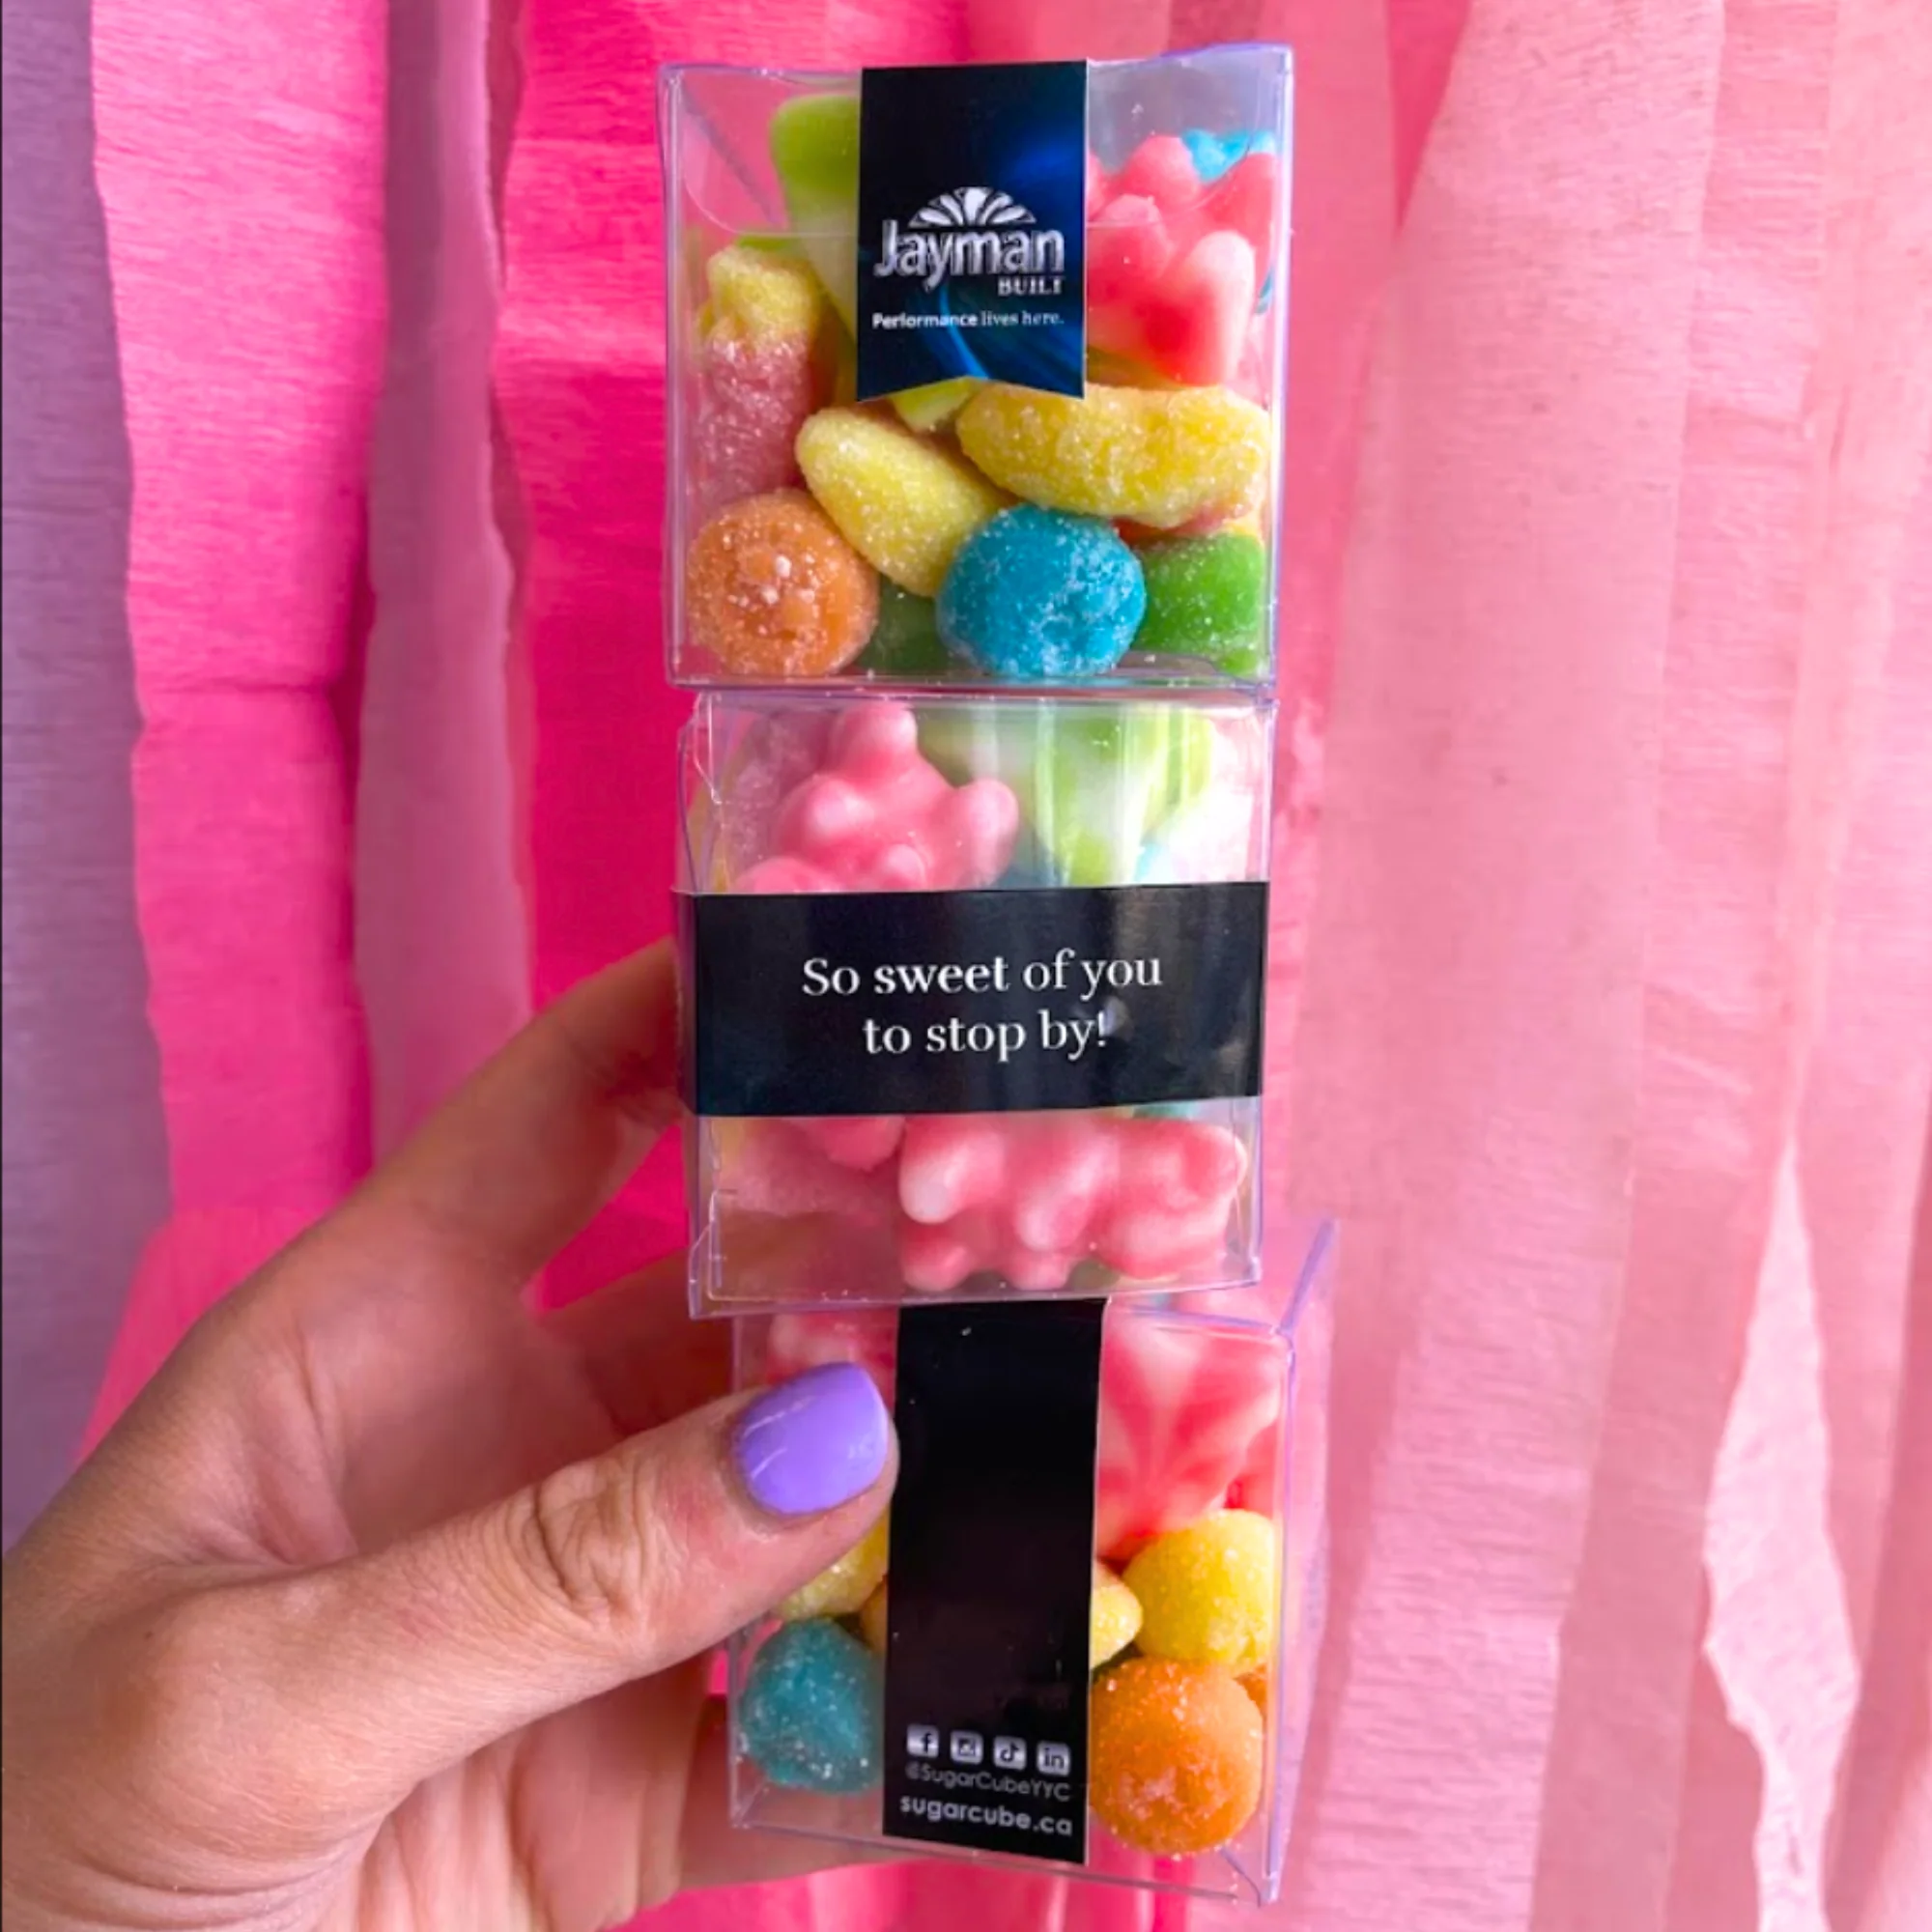 Jayman
BUILT
Performance lives here.
So sweet of you
to stop by!
@SugarCubeYYC
sugarcube.ca